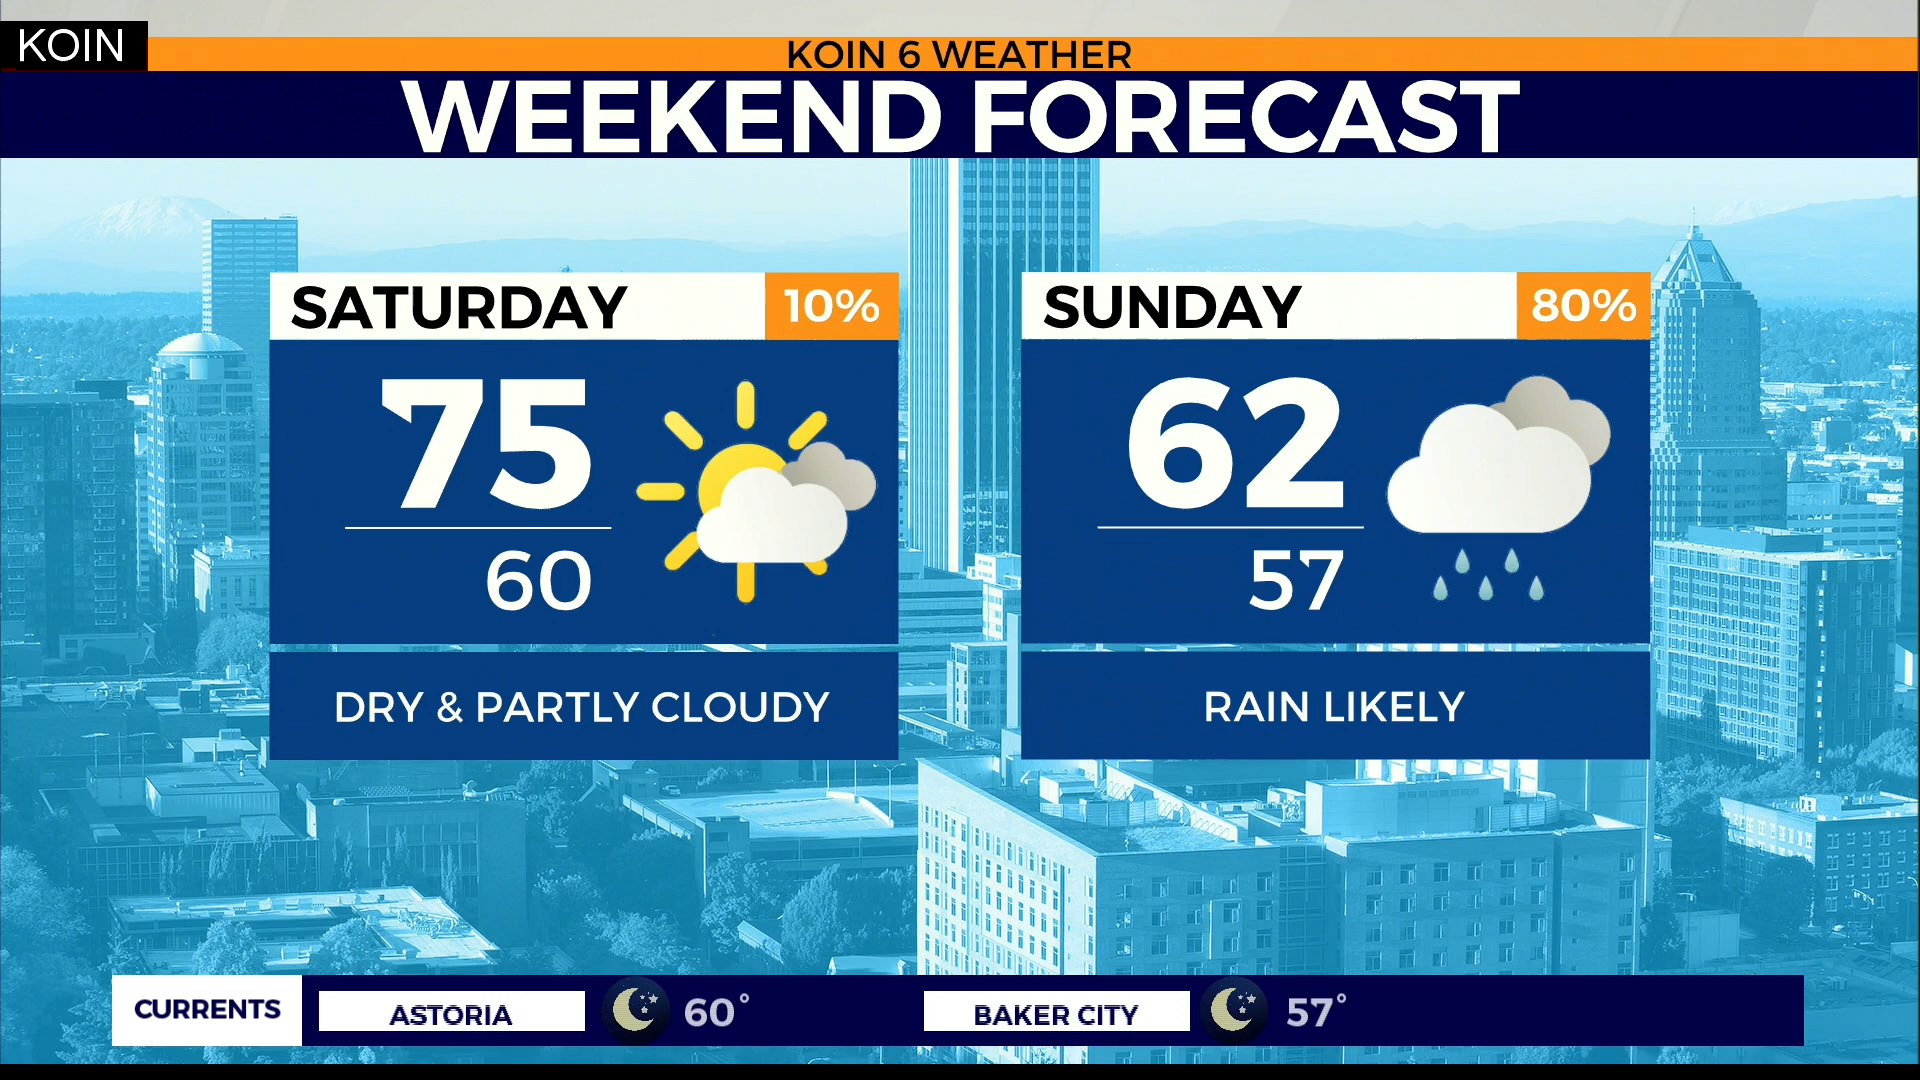 KOIN
KOIN 6 WEATHER
WEEKEND FORECAST
SATURDAY 10%
75
60
DRY & PARTLY CLOUDY
SUNDAY 80%
62
57
RAIN LIKELY
CURRENTS ASTORIA 60° BAKER CITY 57°